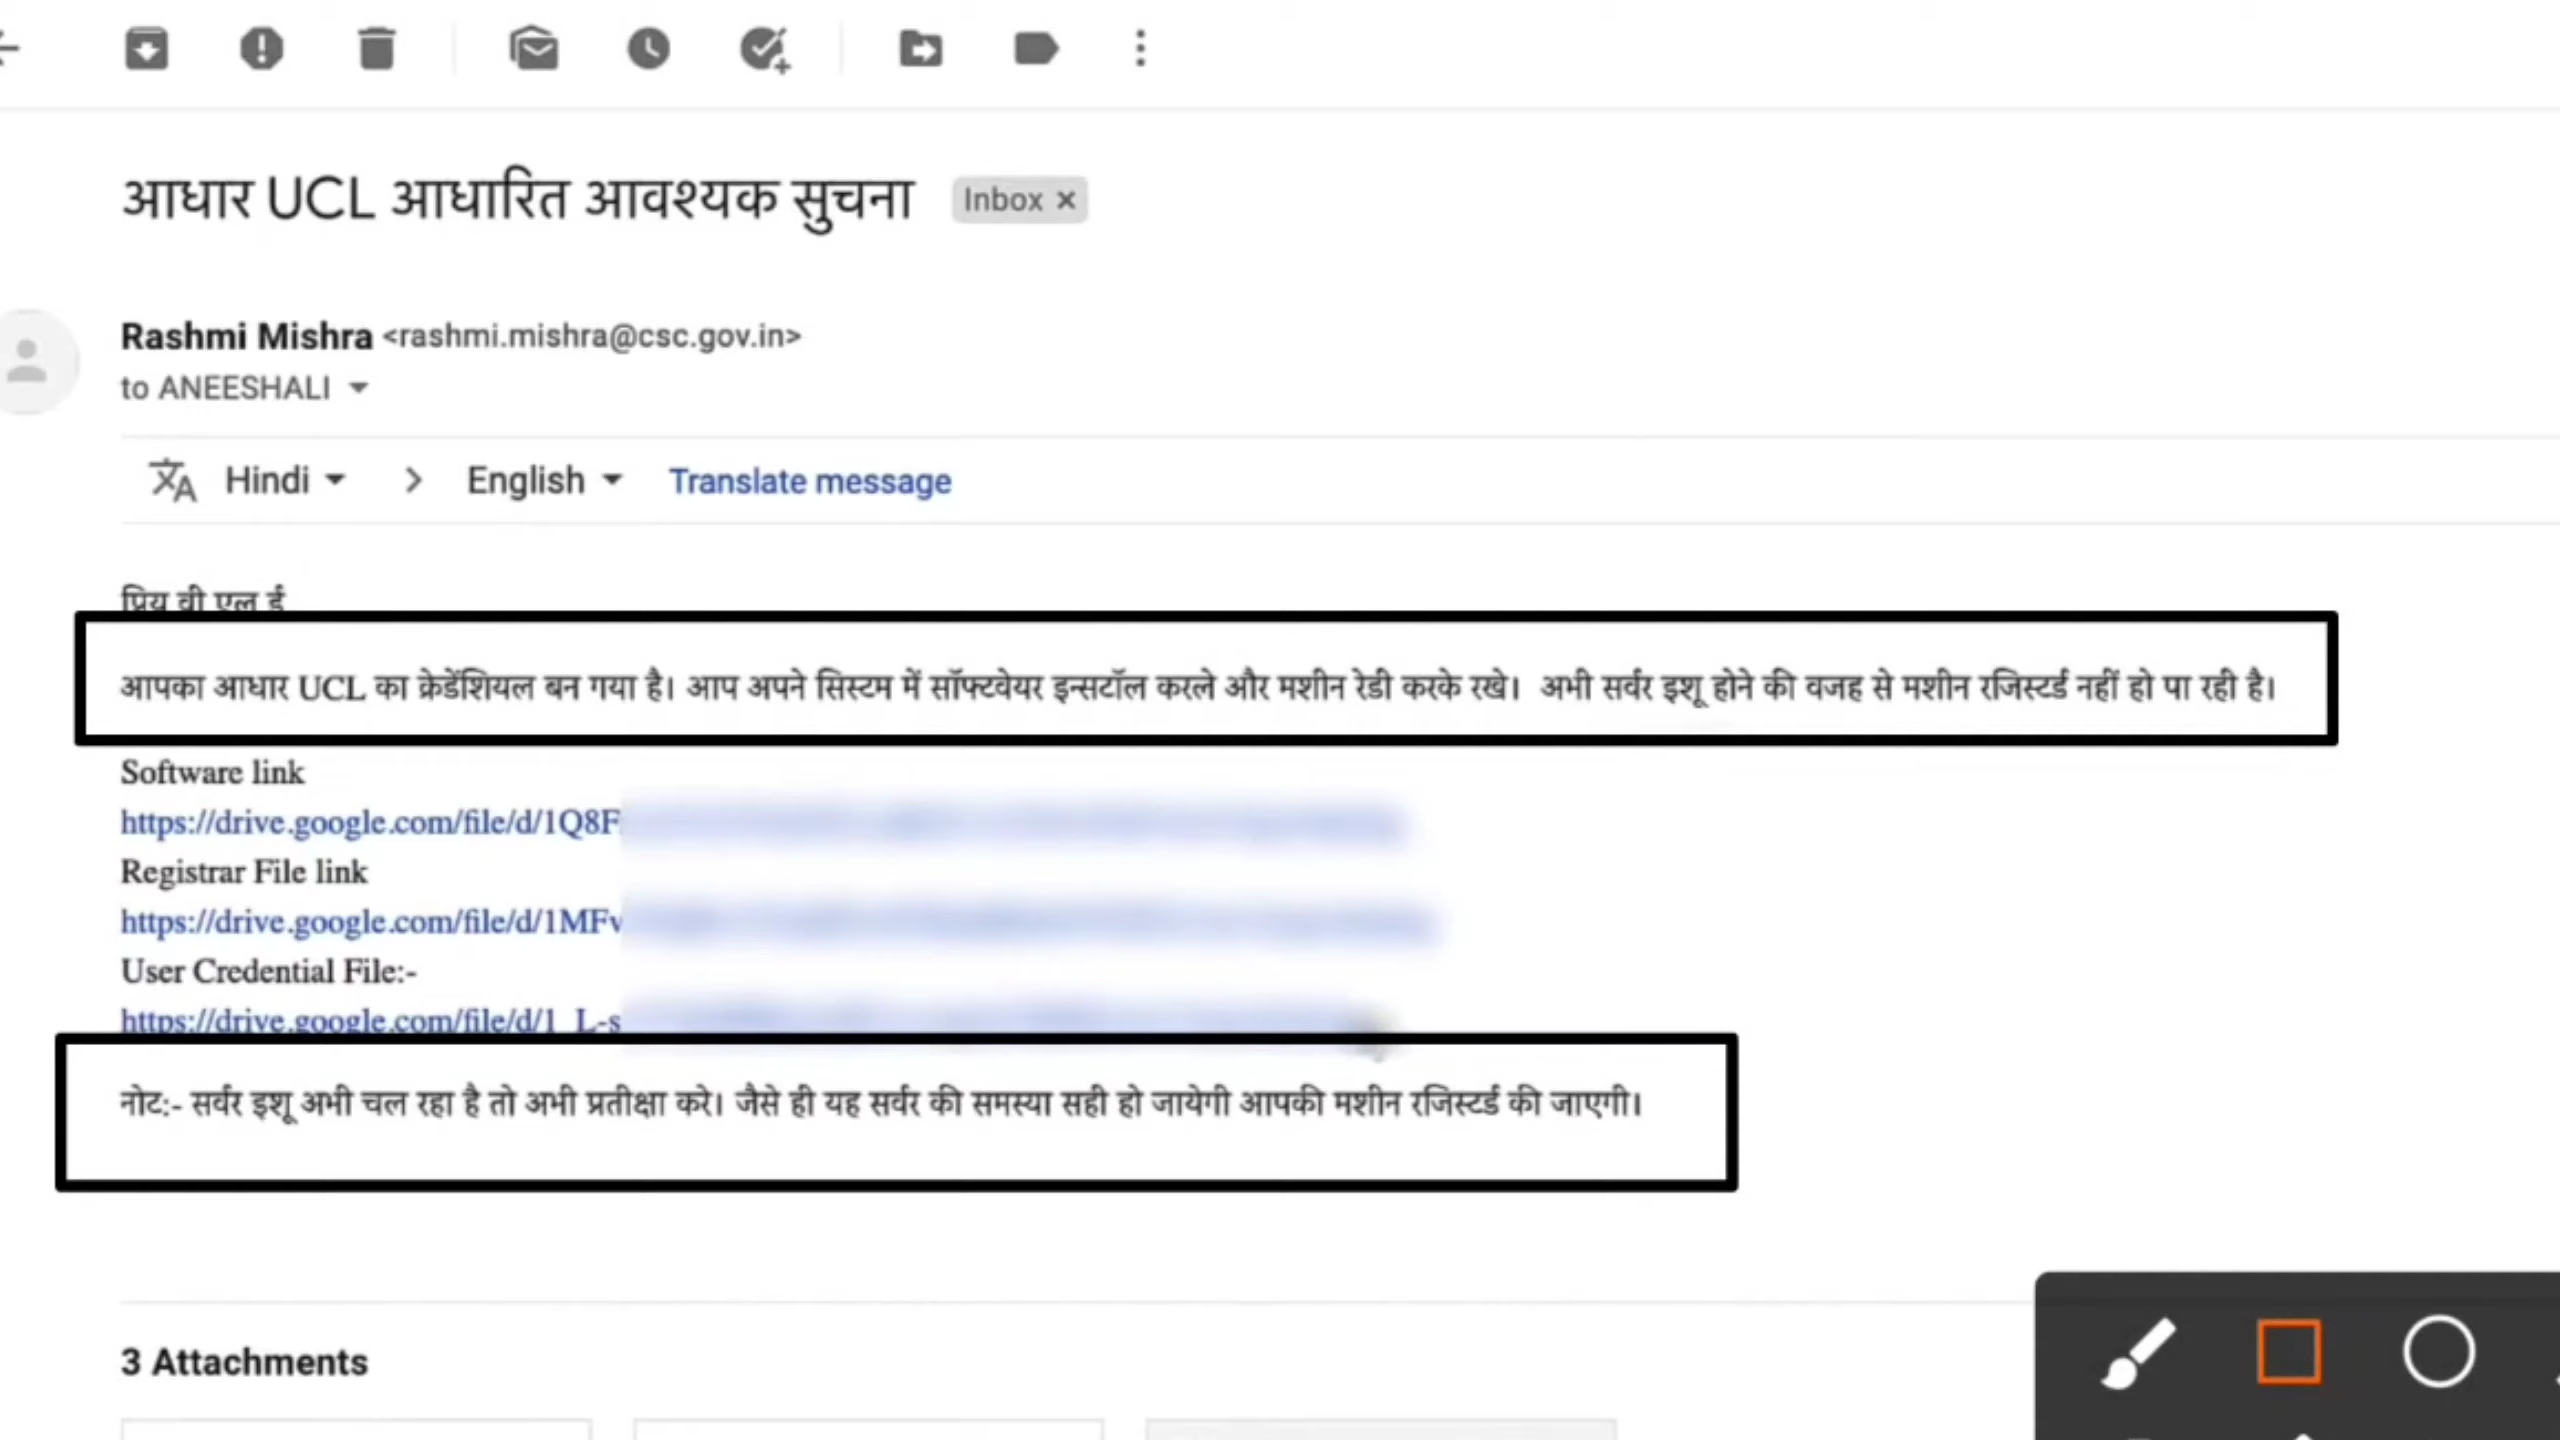 आधार UCL आधारित आवश्यक सुचना Inbox ×
Rashmi Mishra <rashmi.mishra@csc.gov.in>
to ANEESHALI
Hindi > English Translate message
प्रिय वी एल ई
आपका आधार UCL का क्रेडेंशियल बन गया है। आप अपने सिस्टम में सॉफ्टवेयर इन्सटॉल करले और मशीन रेडी करके रखे। अभी सर्वर इशू होने की वजह से मशीन रजिस्टर्ड नहीं हो पा रही है।
Software link
https://drive.google.com/file/d/1Q8F
Registrar File link
https://drive.google.com/file/d/1MFv
User Credential File:-
https://drive.google.com/file/d/1_L-s
नोट:- सर्वर इशू अभी चल रहा है तो अभी प्रतीक्षा करे। जैसे ही यह सर्वर की समस्या सही हो जायेगी आपकी मशीन रजिस्टर्ड की जाएगी।
3 Attachments